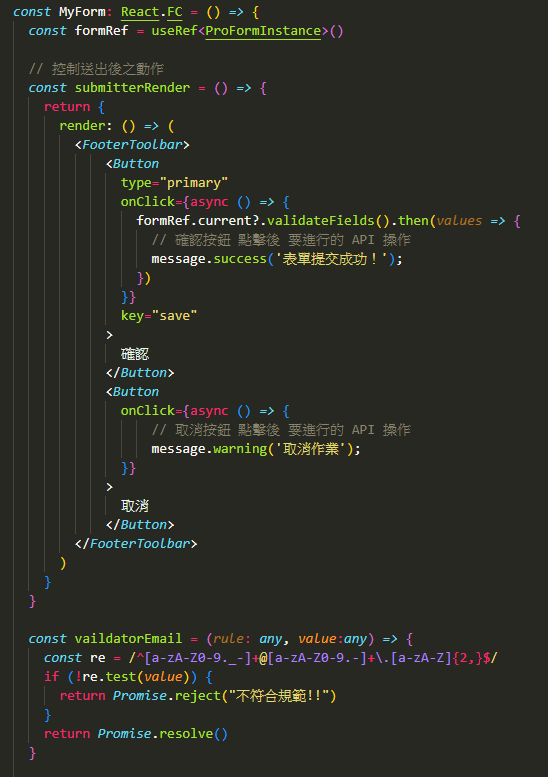 const MyForm: React.FC = () => {
  const formRef = useRef<ProFormInstance>()

  // 控制送出後之動作
  const submitterRender = () => {
    return {
      render: () => (
        <FooterToolbar>
            <Button
              type="primary"
              onClick={async () => {
                formRef.current?.validateFields().then(values => {
                  // 確認按鈕 點擊後 要進行的 API 操作
                  message.success('表單提交成功！');
                })
              }}
              key="save"
            >
              確認
            </Button>
            <Button
              onClick={async () => {
                  // 取消按鈕 點擊後 要進行的 API 操作
                  message.warning('取消作業');
              }}
            >
              取消
            </Button>
        </FooterToolbar>
      )
    }
  }

  const vaildatorEmail = (rule: any, value:any) => {
    const re = /^[a-zA-Z0-9._-]+@[a-zA-Z0-9.-]+\.[a-zA-Z]{2,}$/
    if (!re.test(value)) {
      return Promise.reject("不符合規範!!")
    }
    return Promise.resolve()
  }